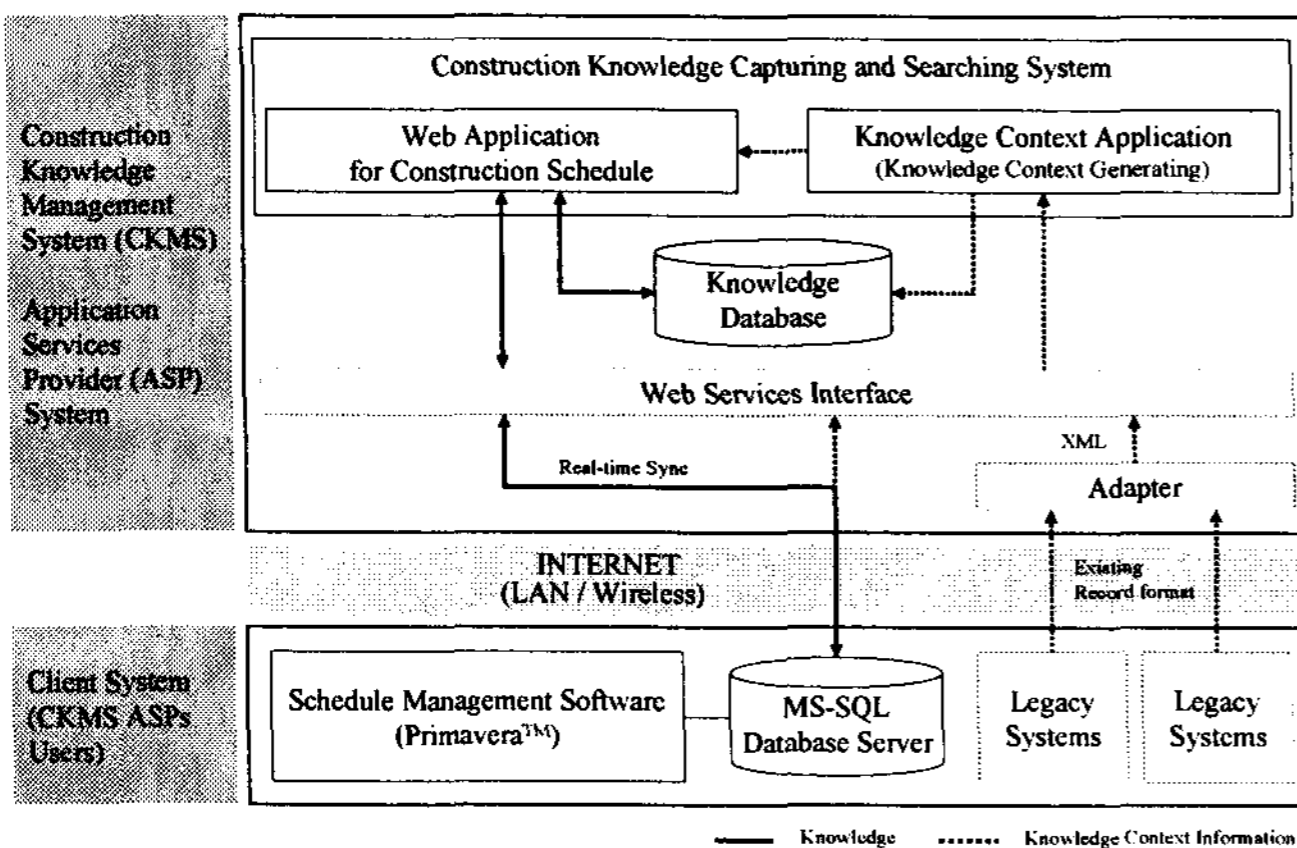 Construction
Knowledge
Management
System (CKMS)
Application
Services
Provider (ASP)
System
Construction Knowledge Capturing and Searching System
Web Application
for Construction Schedule
Knowledge Context Application
(Knowledge Context Generating)
Knowledge
Database
Web Services Interface
Real-time Sync
XML
Adapter
INTERNET
(LAN / Wireless)
Existing
Record format
Client System
(CKMS ASPs
Users)
Schedule Management Software
(Primavera™)
MS-SQL
Database Server
Legacy
Systems
Legacy
Systems
Knowledge
Knowledge Context Information